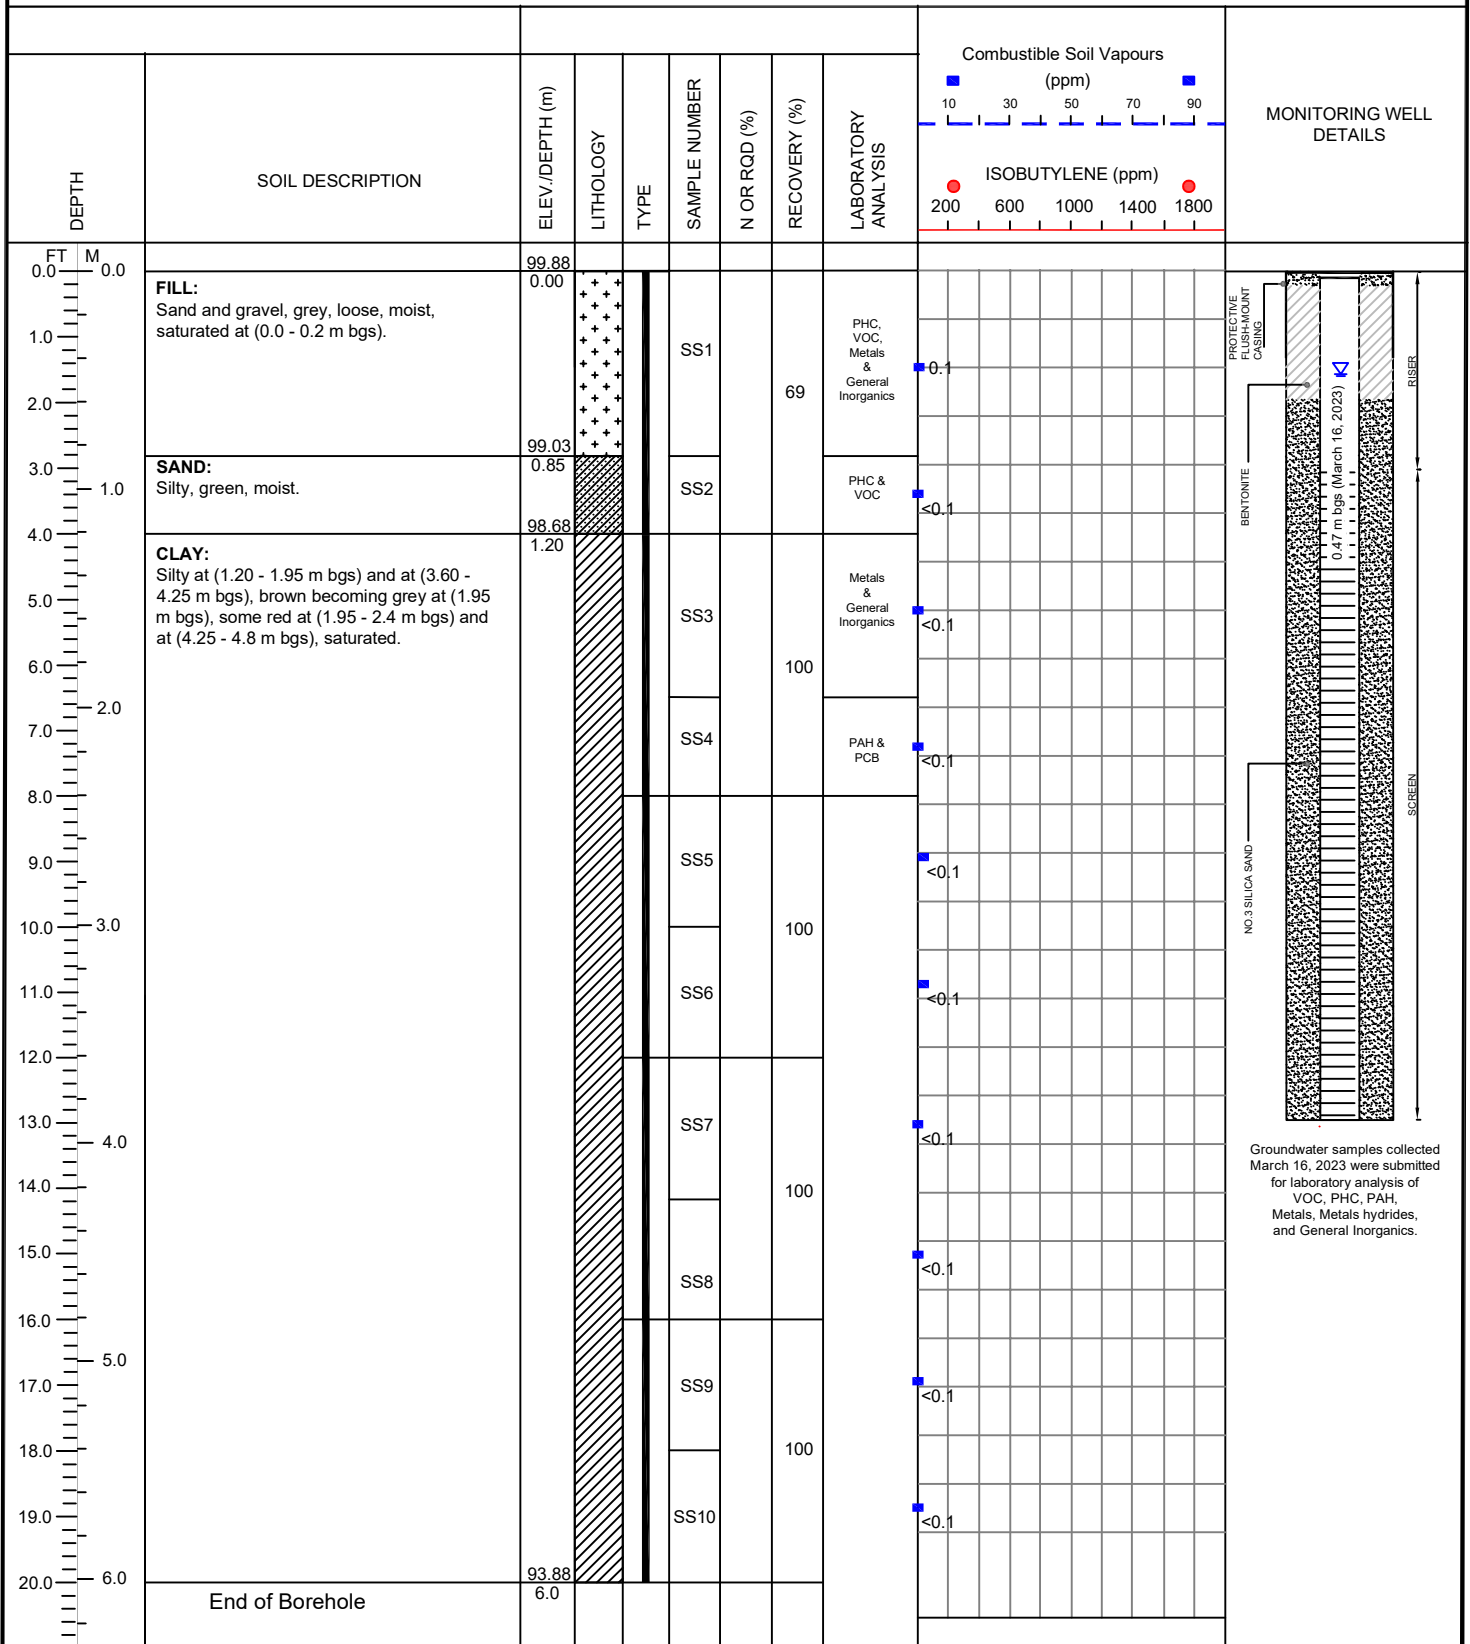 Combustible Soil Vapours
(ppm)
10 30 50 70 90
ISOBUTYLENE (ppm)
200 600 1000 1400 1800
DEPTH
SOIL DESCRIPTION
ELEV./DEPTH (m)
LITHOLOGY
TYPE
SAMPLE NUMBER
N OR RQD (%)
RECOVERY (%)
LABORATORY
ANALYSIS
MONITORING WELL
DETAILS
FT M
0.0
1.0
2.0
3.0
4.0
5.0
6.0
7.0
8.0
9.0
10.0
11.0
12.0
13.0
14.0
15.0
16.0
17.0
18.0
19.0
20.0
0.0
1.0
2.0
3.0
4.0
5.0
6.0
FILL:
Sand and gravel, grey, loose, moist,
saturated at (0.0 - 0.2 m bgs).
SAND:
Silty, green, moist.
CLAY:
Silty at (1.20 - 1.95 m bgs) and at (3.60 -
4.25 m bgs), brown becoming grey at (1.95
m bgs), some red at (1.95 - 2.4 m bgs) and
at (4.25 - 4.8 m bgs), saturated.
End of Borehole
99.88
0.00
99.03
0.85
98.68
1.20
93.88
6.0
SS1
SS2
SS3
SS4
SS5
SS6
SS7
SS8
SS9
SS10
69
100
100
100
100
PHC,
VOC,
Metals
&
General
Inorganics
PHC &
VOC
Metals
&
General
Inorganics
PAH &
PCB
0.1
<0.1
<0.1
<0.1
<0.1
<0.1
<0.1
<0.1
<0.1
<0.1
PROTECTIVE
FLUSH-MOUNT
CASING
BENTONITE
NO.3 SILICA SAND
0.47 m bgs (March 16, 2023)
RISER
SCREEN
Groundwater samples collected
March 16, 2023 were submitted
for laboratory analysis of
VOC, PHC, PAH,
Metals, Metals hydrides,
and General Inorganics.